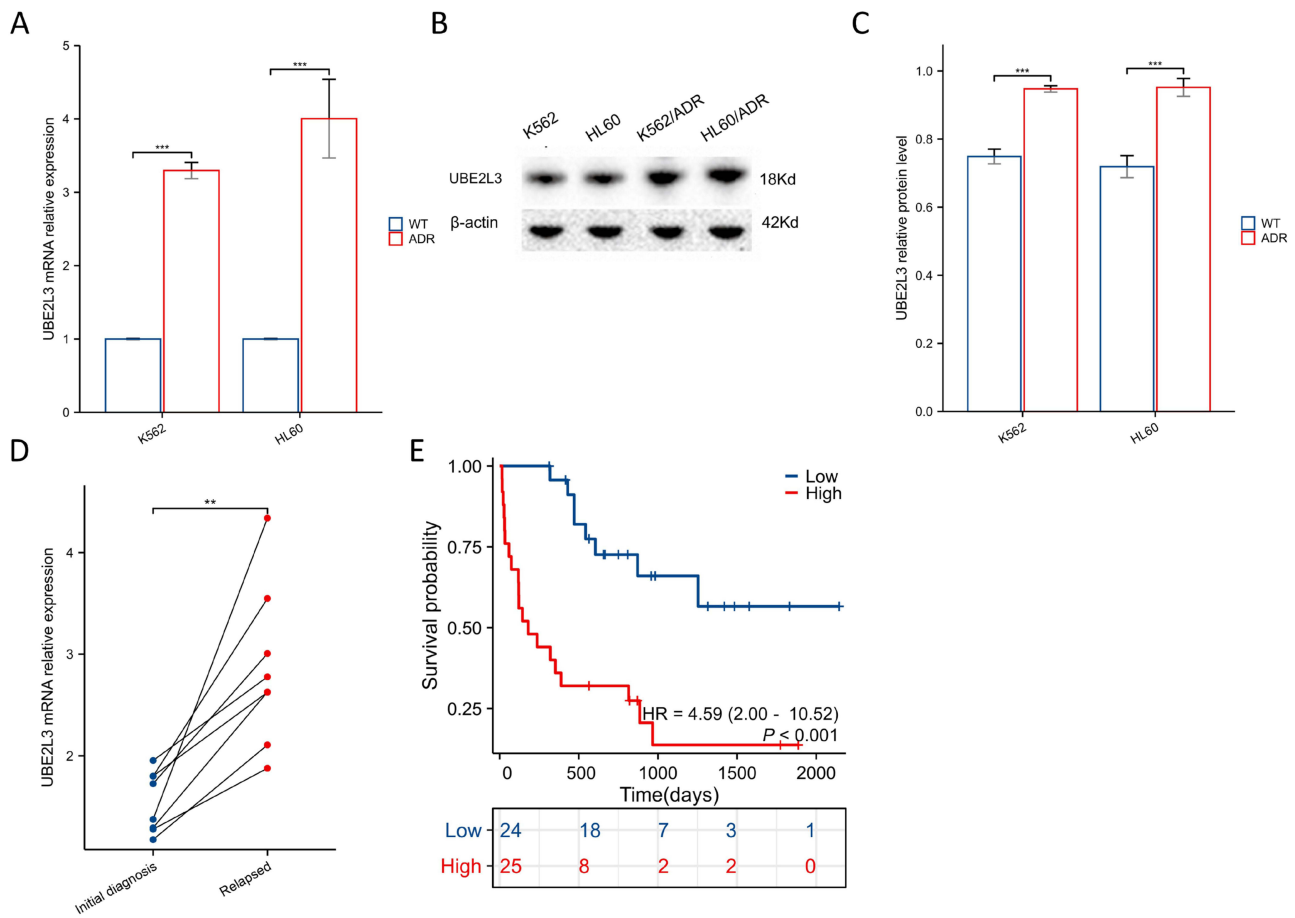 A
UBE2L3 mRNA relative expression
5
4
3
2
1
0
***
***
K562
HL60
WT
ADR
B
K562
HL60
K562/ADR
HL60/ADR
UBE2L3
18Kd
β-actin
42Kd
C
UBE2L3 relative protein level
1.0
0.8
0.6
0.4
0.2
0.0
***
***
K562
HL60
WT
ADR
D
UBE2L3 mRNA relative expression
4
3
2
**
Initial diagnosis
Relapsed
E
Survival probability
1.00
0.75
0.50
0.25
Low
High
HR = 4.59 (2.00 - 10.52)
P < 0.001
0 500 1000 1500 2000
Time(days)
Low 24 18 7 3 1
High 25 8 2 2 0